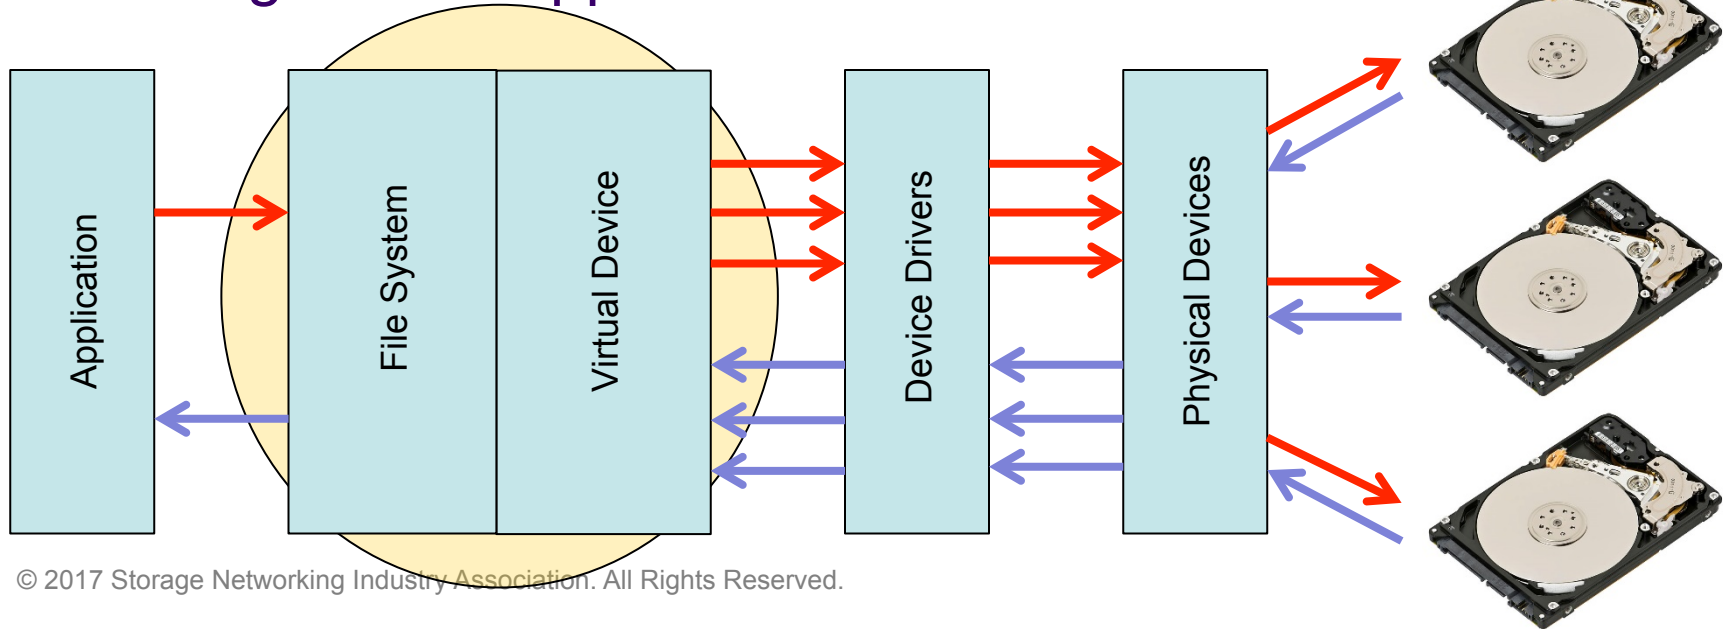 Application
File System
Virtual Device
Device Drivers
Physical Devices
© 2017 Storage Networking Industry Association. All Rights Reserved.